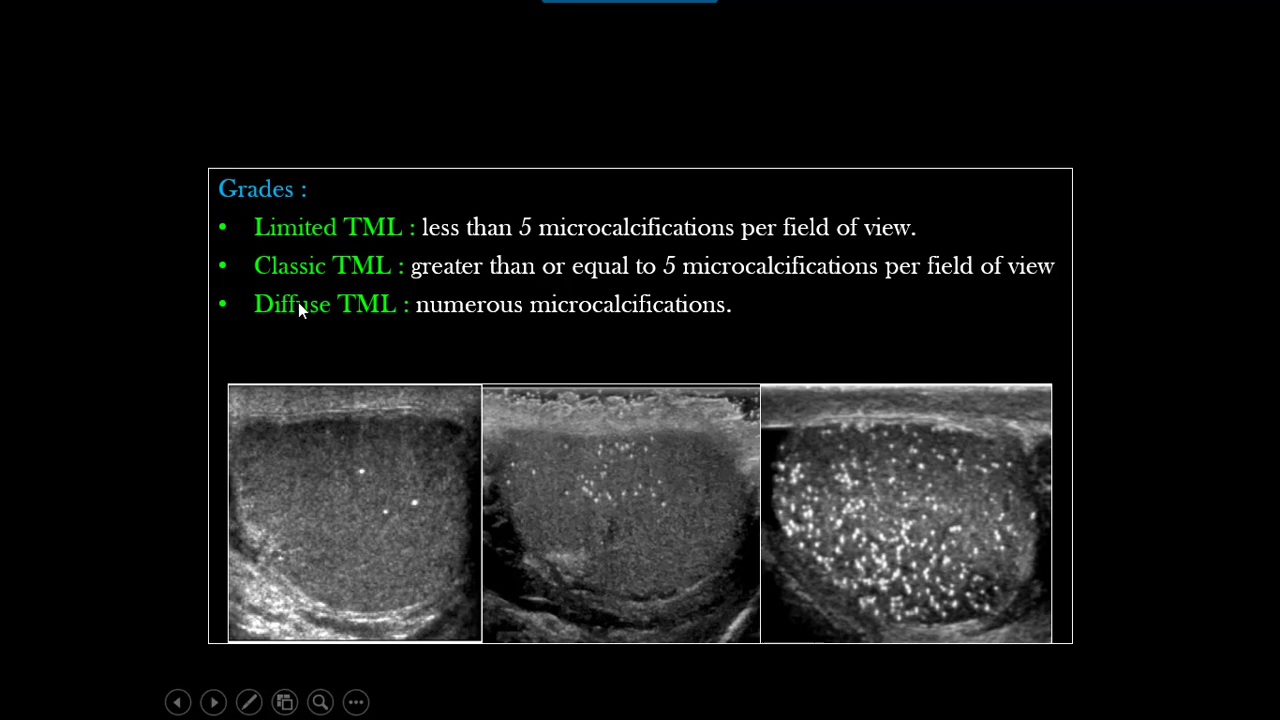 Grades :
• Limited TML : less than 5 microcalcifications per field of view.
• Classic TML : greater than or equal to 5 microcalcifications per field of view
• Diffuse TML : numerous microcalcifications.